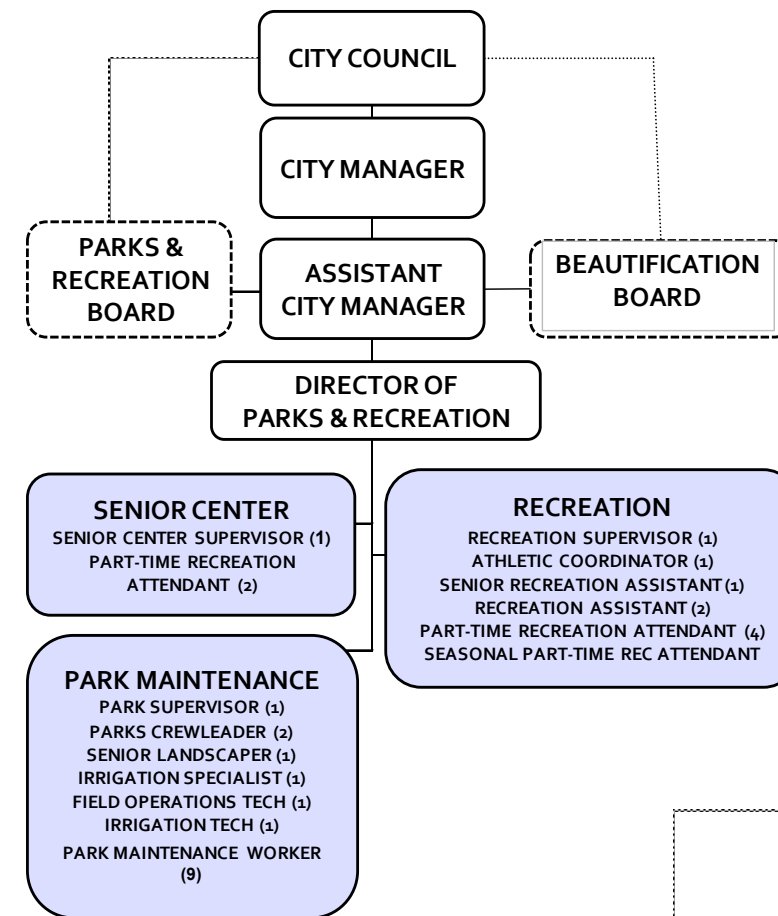 CITY COUNCIL
CITY MANAGER
PARKS &
RECREATION
BOARD
ASSISTANT
CITY MANAGER
BEAUTIFICATION
BOARD
DIRECTOR OF
PARKS & RECREATION
SENIOR CENTER
SENIOR CENTER SUPERVISOR (1)
PART-TIME RECREATION
ATTENDANT (2)
RECREATION
RECREATION SUPERVISOR (1)
ATHLETIC COORDINATOR (1)
SENIOR RECREATION ASSISTANT (1)
RECREATION ASSISTANT (2)
PART-TIME RECREATION ATTENDANT (4)
SEASONAL PART-TIME REC ATTENDANT
PARK MAINTENANCE
PARK SUPERVISOR (1)
PARKS CREWLEADER (2)
SENIOR LANDSCAPER (1)
IRRIGATION SPECIALIST (1)
FIELD OPERATIONS TECH (1)
IRRIGATION TECH (1)
PARK MAINTENANCE WORKER
(9)